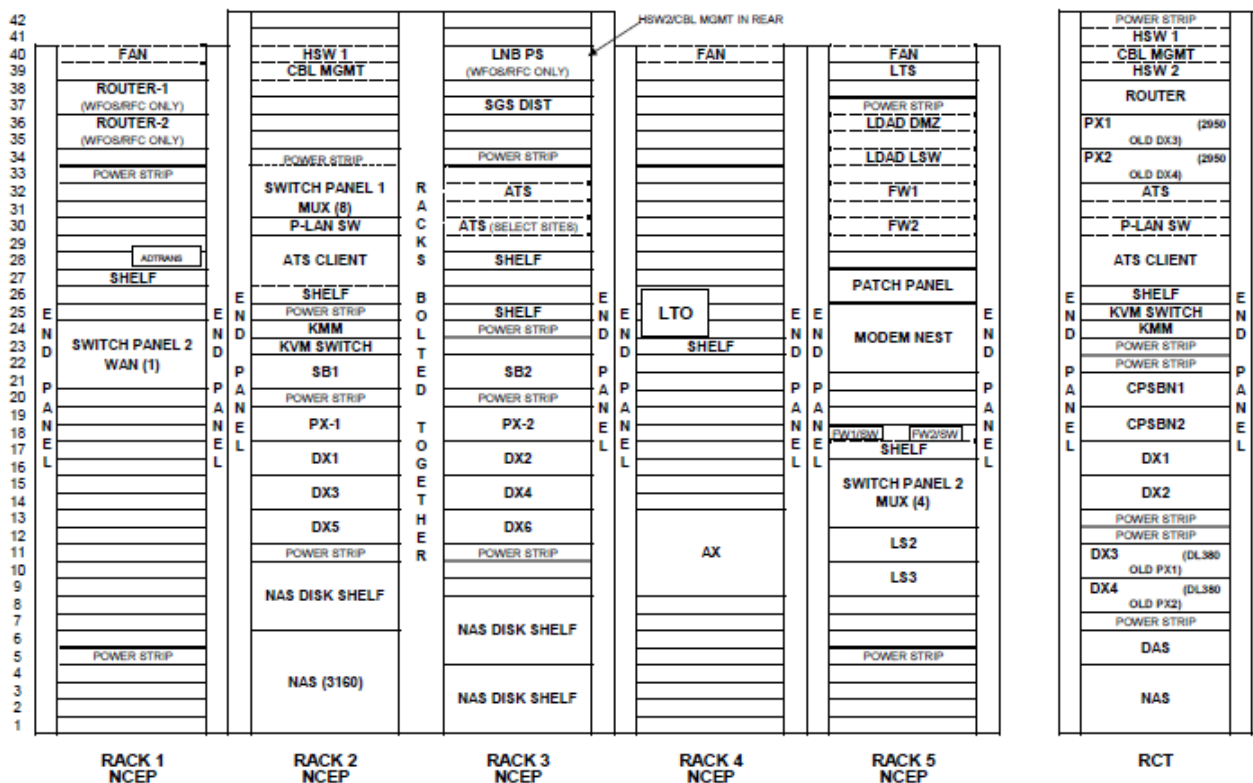 42
41
40
39
38
37
36
35
34
33
32
31
30
29
28
27
26
25
24
23
22
21
20
19
18
17
16
15
14
13
12
11
10
9
8
7
6
5
4
3
2
1
END PANEL
FAN
ROUTER-1
(WFO8/RFC ONLY)
ROUTER-2
(WFO8/RFC ONLY)
POWER STRIP
ADTRANS
SHELF
SWITCH PANEL 2
WAN (1)
POWER STRIP
RACK 1
NCEP
END PANEL
END PANEL
HSW 1
CBL MGMT
POWER STRIP
SWITCH PANEL 1
MUX (8)
P-LAN SW
ATS CLIENT
SHELF
POWER STRIP
KMM
KVM SWITCH
SB1
POWER STRIP
PX-1
DX1
DX3
DX5
POWER STRIP
NAS DISK SHELF
NAS (3160)
RACK 2
NCEP
RACKS BOLTED TOGETHER
HSW2/CBL MGMT IN REAR
LNB PS
(WFO8/RFC ONLY)
SGS DIST
POWER STRIP
ATS
ATS (SELECT SITES)
SHELF
SHELF
POWER STRIP
SB2
POWER STRIP
PX-2
DX2
DX4
DX6
POWER STRIP
NAS DISK SHELF
NAS DISK SHELF
RACK 3
NCEP
END PANEL
END PANEL
FAN
LTO
SHELF
AX
RACK 4
NCEP
END PANEL
END PANEL
FAN
LTS
POWER STRIP
LDAD DMZ
LDAD LSW
FW1
FW2
PATCH PANEL
MODEM NEST
FW1/8W FW2/8W
SHELF
SWITCH PANEL 2
MUX (4)
LS2
LS3
POWER STRIP
RACK 5
NCEP
END PANEL
END PANEL
POWER STRIP
HSW 1
CBL MGMT
HSW 2
ROUTER
PX1 (2950
OLD DX3)
PX2 (2950
OLD DX4)
ATS
P-LAN SW
ATS CLIENT
SHELF
KVM SWITCH
KMM
POWER STRIP
POWER STRIP
CPSBN1
CPSBN2
DX1
DX2
POWER STRIP
POWER STRIP
DX3 (DL380
OLD PX1)
DX4 (DL380
OLD PX2)
POWER STRIP
DAS
NAS
RCT
END PANEL